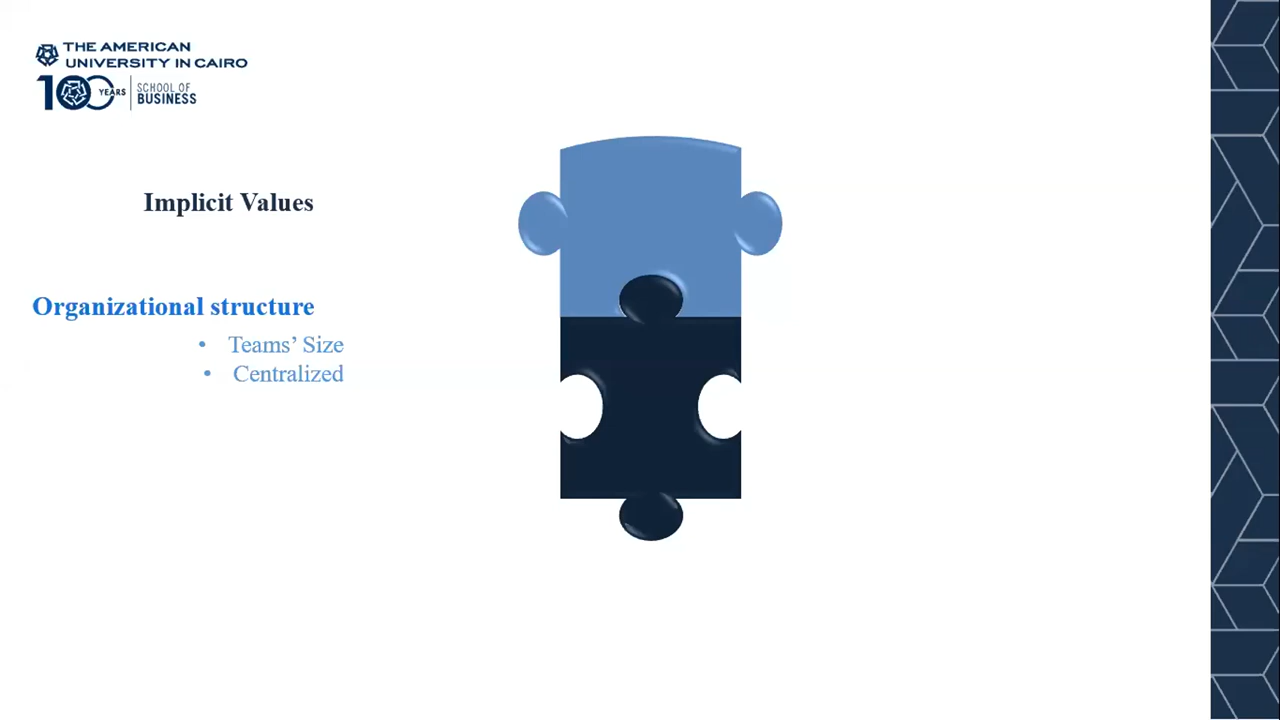 THE AMERICAN
UNIVERSITY IN CAIRO
100 YEARS
SCHOOL OF
BUSINESS
Implicit Values
Organizational structure
• Teams’ Size
• Centralized